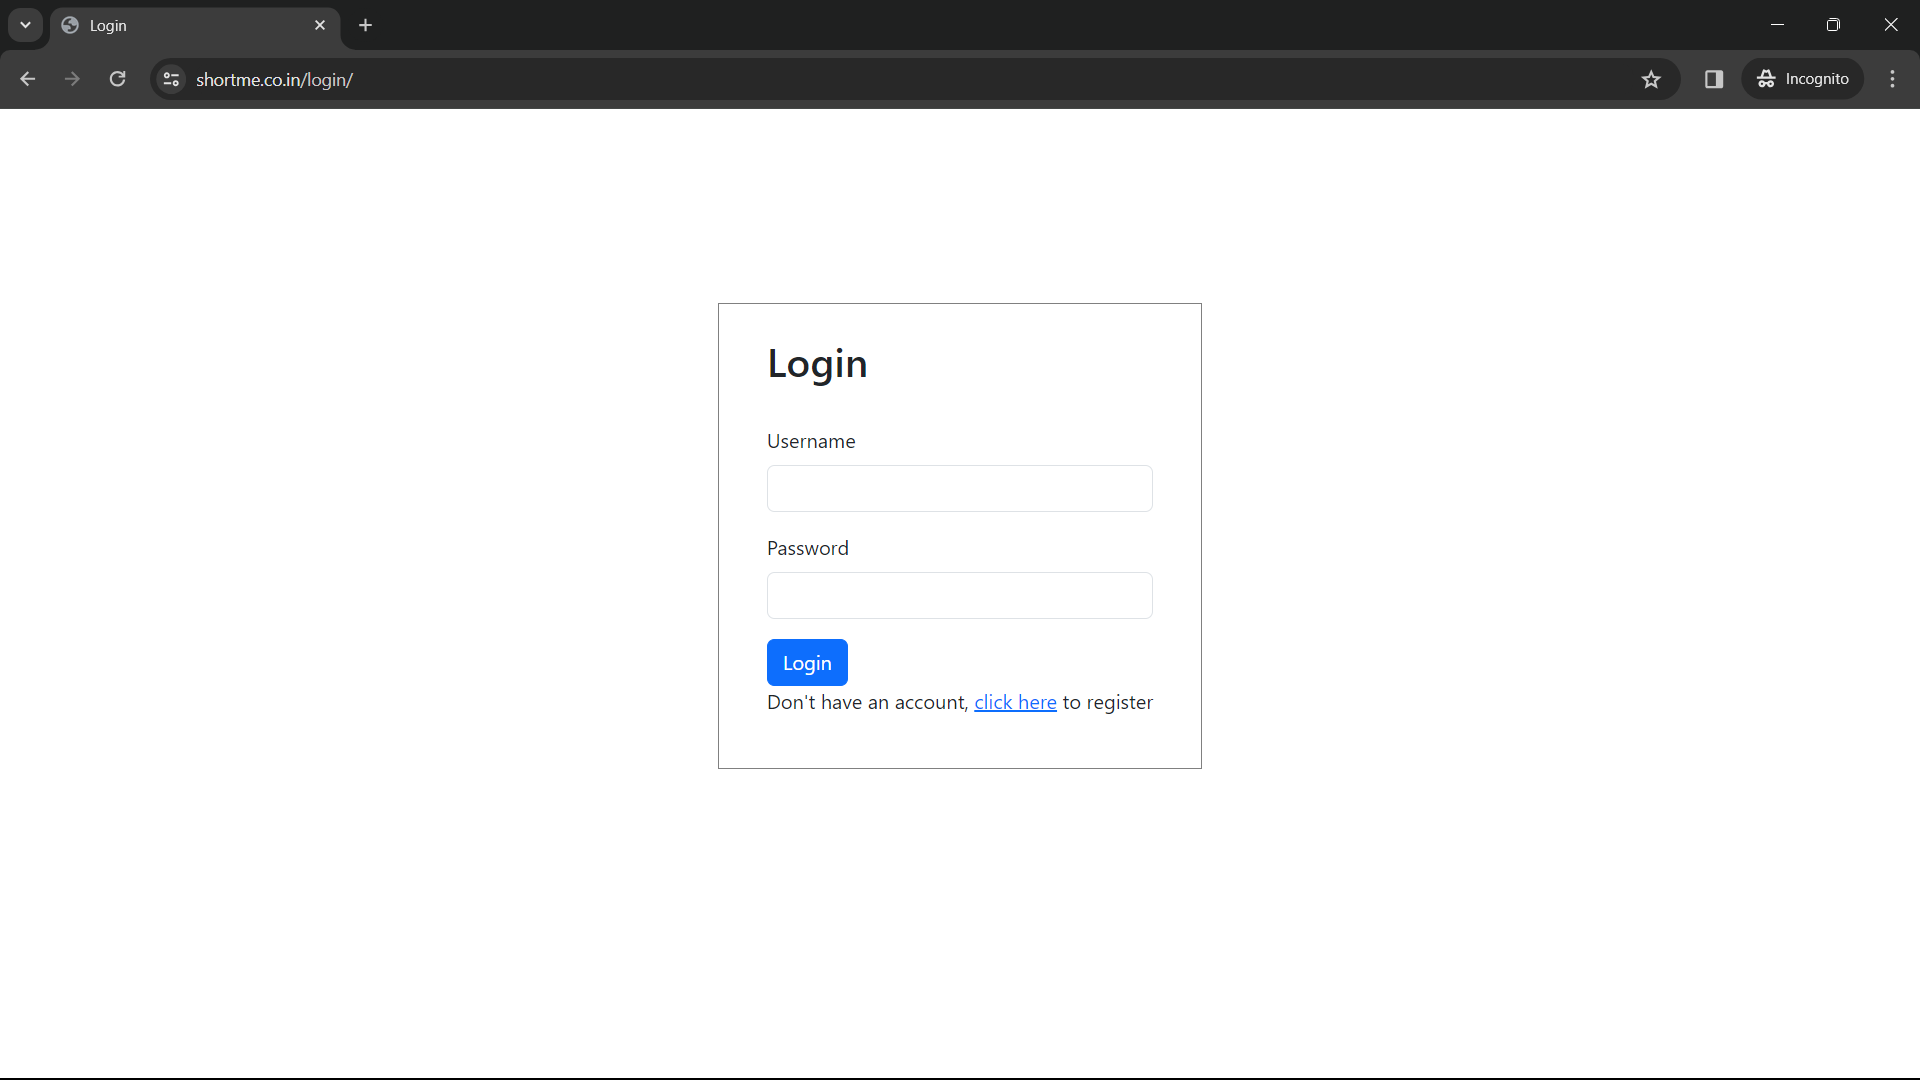 Login
shortme.co.in/login/
Incognito
Login
Username
Password
Login
Don't have an account, click here to register